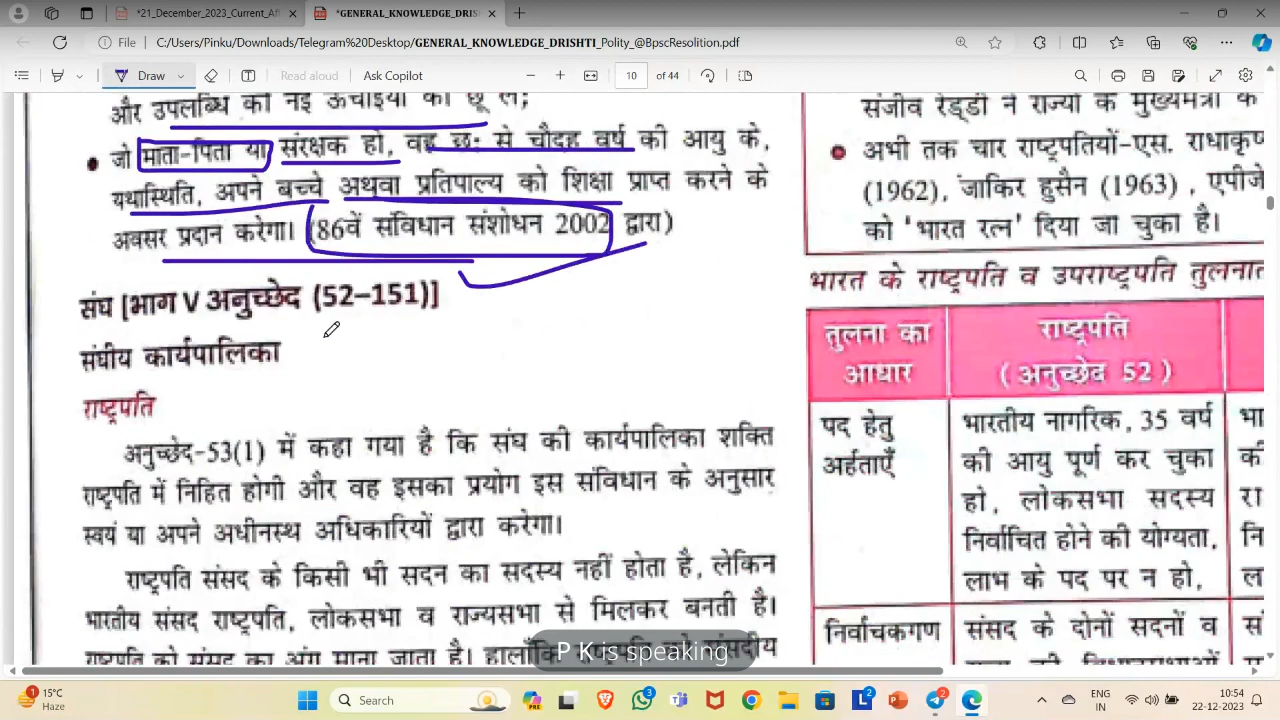 *21_December_2023_Current_Af
*GENERAL_KNOWLEDGE_DRIS
File
C:/Users/Pinku/Downloads/Telegram%20Desktop/GENERAL_KNOWLEDGE_DRISHTI_Polity_@BpscResolition.pdf
Draw
Read aloud
Ask Copilot
10
of 44
और उपलब्धि की नई ऊंचाइयों को छू ले;
• जो माता-पिता या संरक्षक हो, वह छः से चौदह वर्ष की आयु के,
यथास्थिति, अपने बच्चे अथवा प्रतिपाल्य को शिक्षा प्राप्त करने के
अवसर प्रदान करेगा। (86वें संविधान संशोधन 2002 द्वारा)
संघ [भाग V अनुच्छेद (52–151)]
संघीय कार्यपालिका
राष्ट्रपति
अनुच्छेद-53(1) में कहा गया है कि संघ की कार्यपालिका शक्ति
राष्ट्रपति में निहित होगी और वह इसका प्रयोग इस संविधान के अनुसार
स्वयं या अपने अधीनस्थ अधिकारियों द्वारा करेगा।
राष्ट्रपति संसद के किसी भी सदन का सदस्य नहीं होता है, लेकिन
भारतीय संसद राष्ट्रपति, लोकसभा व राज्यसभा से मिलकर बनती है।
राष्ट्रपति को संसद का अंग माना जाता है। हालाँकि
संजीव रेड्डी ने राज्यों के मुख्यमंत्री के
• अभी तक चार राष्ट्रपतियों-एस. राधाकृष्ण
(1962), जाकिर हुसैन (1963), एपीजे
को 'भारत रत्न' दिया जा चुका है।
भारत के राष्ट्रपति व उपराष्ट्रपति तुलनात
तुलना का
आधार
राष्ट्रपति
(अनुच्छेद 52)
पद हेतु
अर्हताएँ
भारतीय नागरिक, 35 वर्ष
की आयु पूर्ण कर चुका
हो, लोकसभा सदस्य
निर्वाचित होने की योग्यता,
लाभ के पद पर न हो,
भा
की
रा
नि
ल
निर्वाचकगण
संसद के दोनों सदनों व
सं
P K is speaking
15°C
Haze
Search
ENG
IN
10:54
22-12-2023